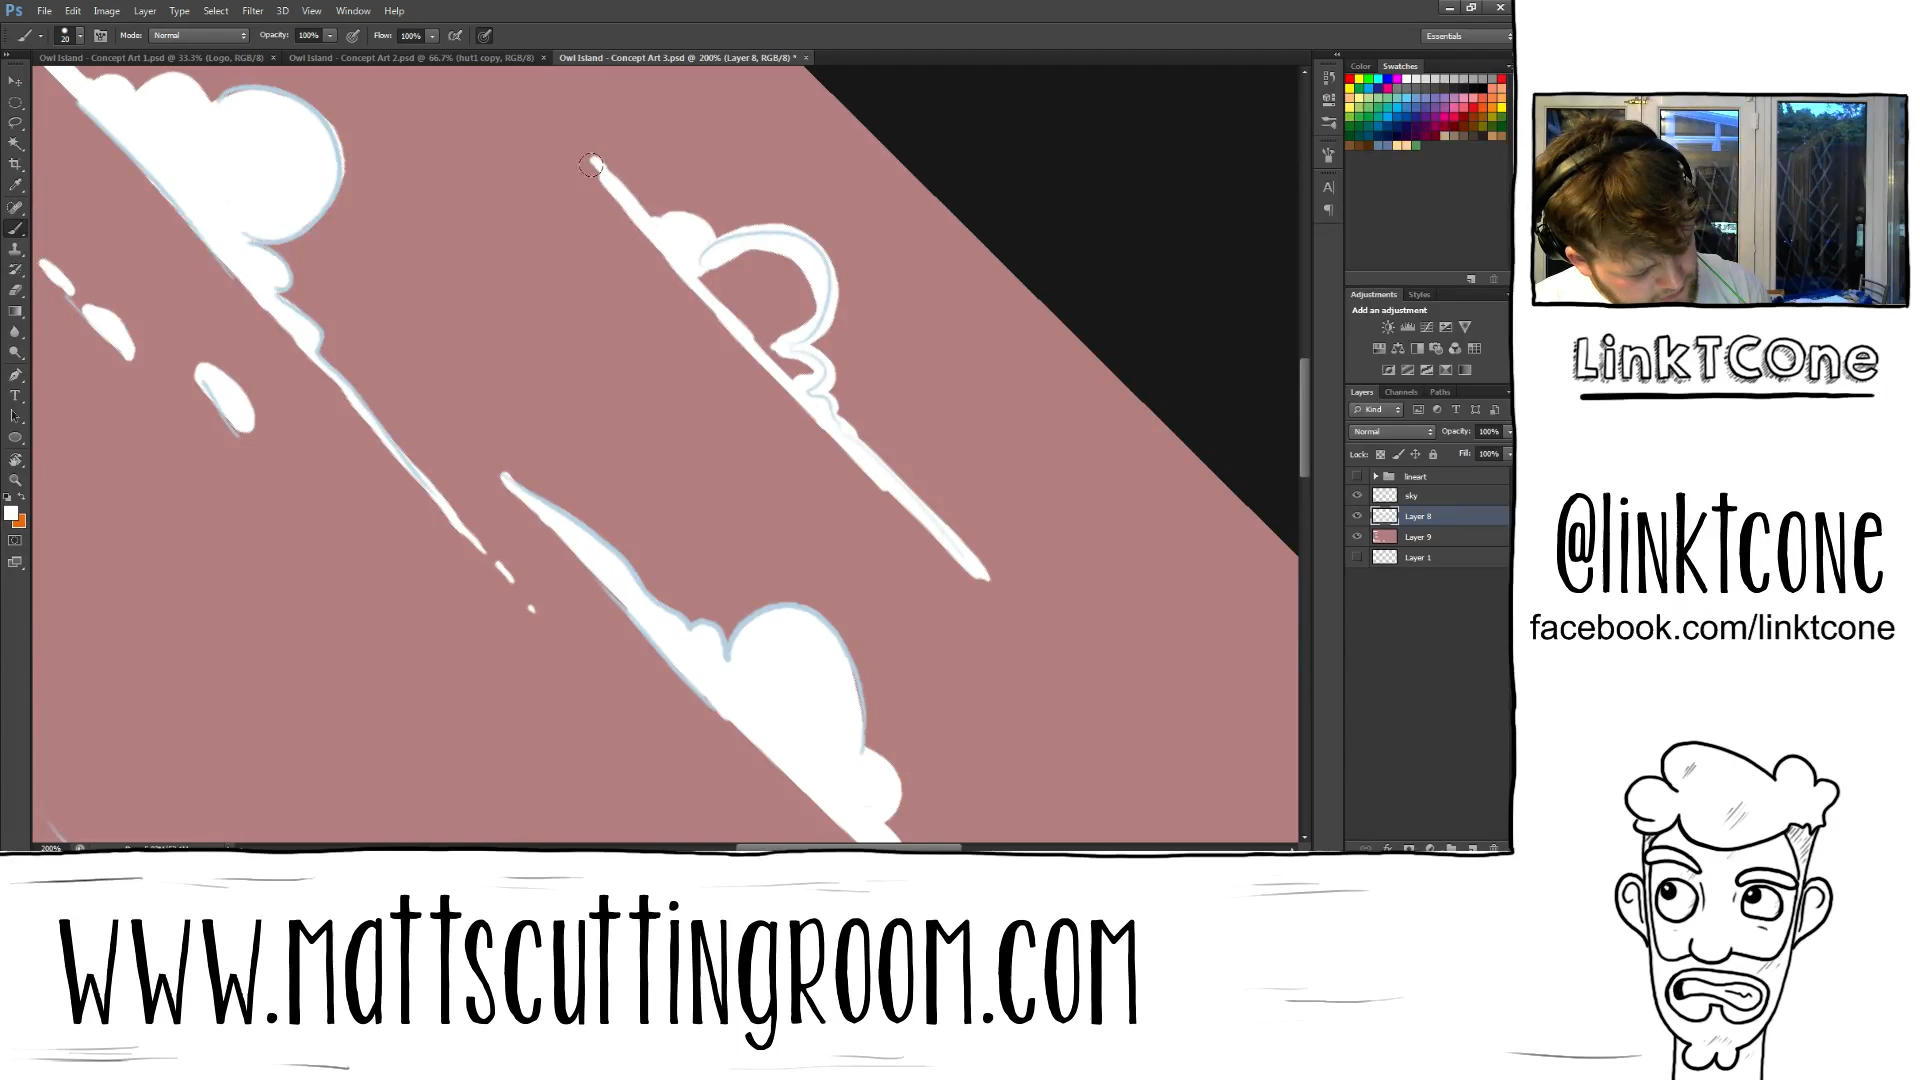 Ps File Edit Image Layer Type Select Filter 3D View Window Help
20 Mode: Normal Opacity: 100% Flow: 100% Essentials
Owl Island - Concept Art 1.psd @ 33.3% (Logo, RGB/8) × Owl Island - Concept Art 2.psd @ 66.7% (hut1 copy, RGB/8) × Owl Island - Concept Art 3.psd @ 200% (Layer 8, RGB/8) * ×
Color Swatches
Adjustments Styles
Add an adjustment
Layers Channels Paths
Kind
Normal Opacity: 100%
Lock: Fill: 100%
lineart
sky
Layer 8
Layer 9
Layer 1
200%
LinkTCOne
@linktcone
facebook.com/linktcone
www.mattscuttingroom.com